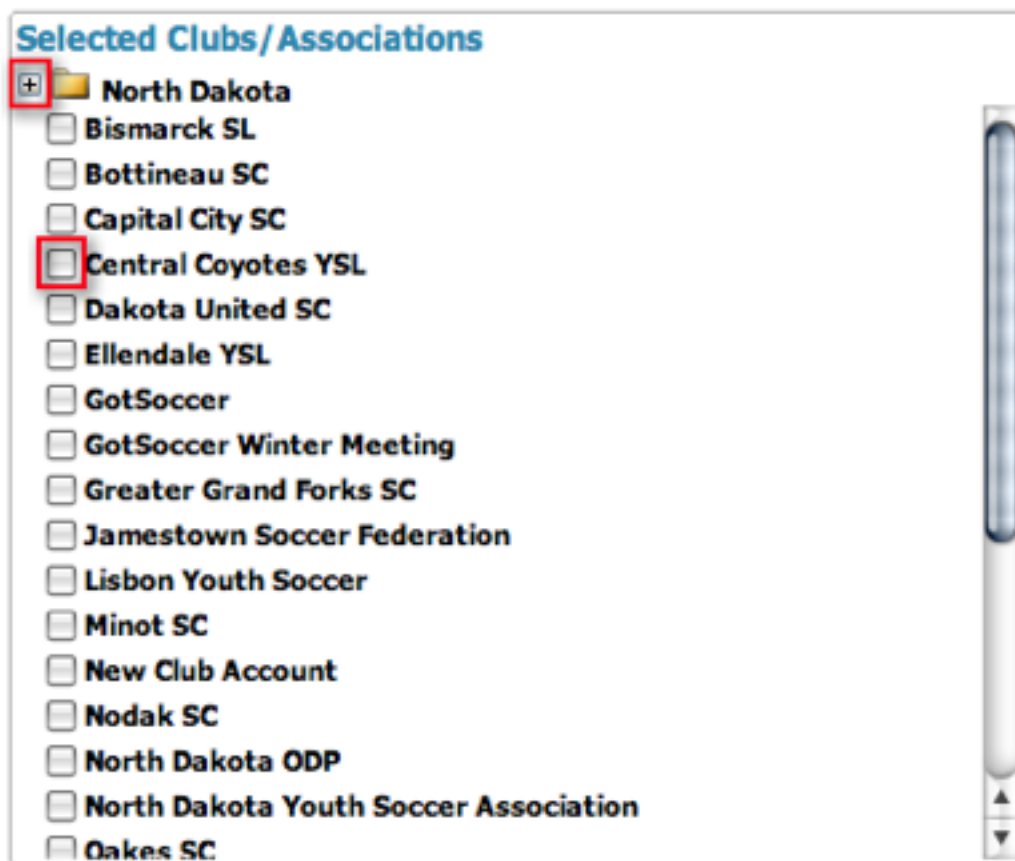 Selected Clubs/Associations
North Dakota
Bismarck SL
Bottineau SC
Capital City SC
Central Coyotes YSL
Dakota United SC
Ellendale YSL
GotSoccer
GotSoccer Winter Meeting
Greater Grand Forks SC
Jamestown Soccer Federation
Lisbon Youth Soccer
Minot SC
New Club Account
Nodak SC
North Dakota ODP
North Dakota Youth Soccer Association
Oakes SC